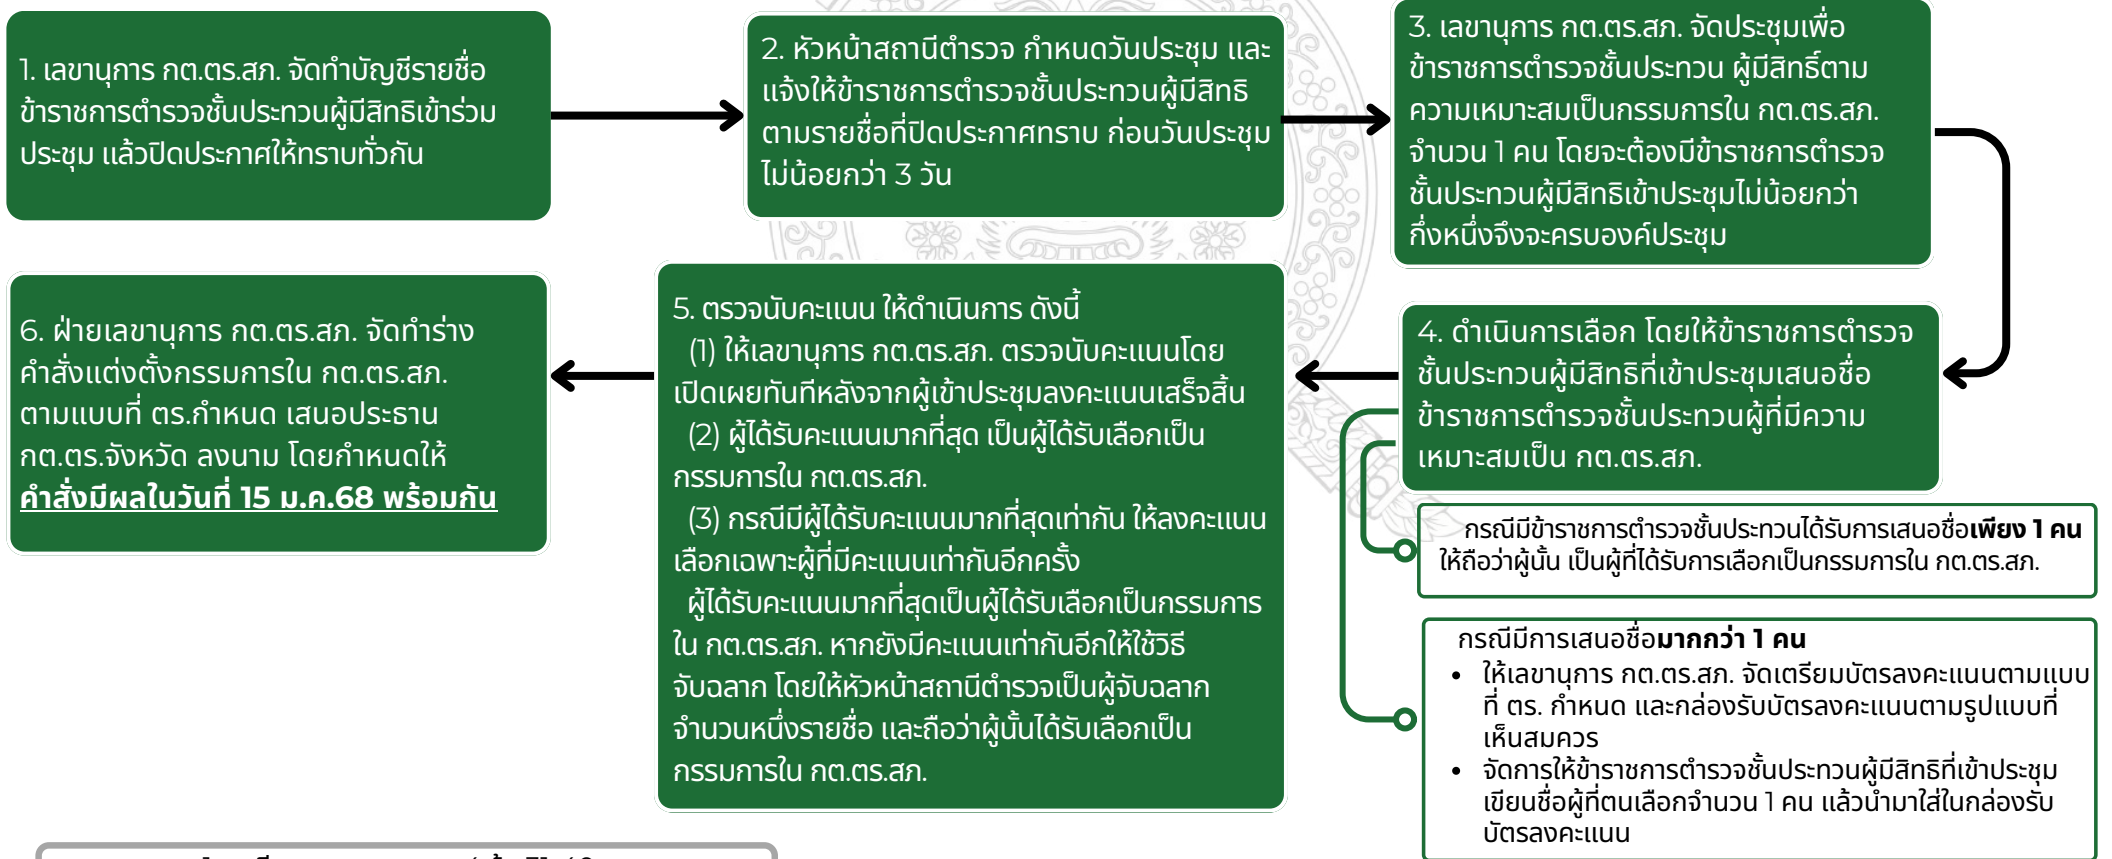 1. เลขานุการ กต.ตร.สภ. จัดทำบัญชีรายชื่อ
ข้าราชการตำรวจชั้นประทวนผู้มีสิทธิเข้าร่วม
ประชุม แล้วปิดประกาศให้ทราบทั่วกัน
2. หัวหน้าสถานีตำรวจ กำหนดวันประชุม และ
แจ้งให้ข้าราชการตำรวจชั้นประทวนผู้มีสิทธิ
ตามรายชื่อที่ปิดประกาศทราบ ก่อนวันประชุม
ไม่น้อยกว่า 3 วัน
3. เลขานุการ กต.ตร.สภ. จัดประชุมเพื่อ
ข้าราชการตำรวจชั้นประทวน ผู้มีสิทธิ์ตาม
ความเหมาะสมเป็นกรรมการใน กต.ตร.สภ.
จำนวน 1 คน โดยจะต้องมีข้าราชการตำรวจ
ชั้นประทวนผู้มีสิทธิเข้าประชุมไม่น้อยกว่า
กึ่งหนึ่งจึงจะครบองค์ประชุม
4. ดำเนินการเลือก โดยให้ข้าราชการตำรวจ
ชั้นประทวนผู้มีสิทธิที่เข้าประชุมเสนอชื่อ
ข้าราชการตำรวจชั้นประทวนผู้ที่มีความ
เหมาะสมเป็น กต.ตร.สภ.
กรณีมีข้าราชการตำรวจชั้นประทวนได้รับการเสนอชื่อเพียง 1 คน
ให้ถือว่าผู้นั้น เป็นผู้ที่ได้รับการเลือกเป็นกรรมการใน กต.ตร.สภ.
กรณีมีการเสนอชื่อมากกว่า 1 คน
• ให้เลขานุการ กต.ตร.สภ. จัดเตรียมบัตรลงคะแนนตามแบบ
ที่ ตร. กำหนด และกล่องรับบัตรลงคะแนนตามรูปแบบที่
เห็นสมควร
• จัดการให้ข้าราชการตำรวจชั้นประทวนผู้มีสิทธิที่เข้าประชุม
เขียนชื่อผู้ที่ตนเลือกจำนวน 1 คน แล้วนำมาใส่ในกล่องรับ
บัตรลงคะแนน
5. ตรวจนับคะแนน ให้ดำเนินการ ดังนี้
(1) ให้เลขานุการ กต.ตร.สภ. ตรวจนับคะแนนโดย
เปิดเผยทันทีหลังจากผู้เข้าประชุมลงคะแนนเสร็จสิ้น
(2) ผู้ได้รับคะแนนมากที่สุด เป็นผู้ได้รับเลือกเป็น
กรรมการใน กต.ตร.สภ.
(3) กรณีมีผู้ได้รับคะแนนมากที่สุดเท่ากัน ให้ลงคะแนน
เลือกเฉพาะผู้ที่มีคะแนนเท่ากันอีกครั้ง
ผู้ได้รับคะแนนมากที่สุดเป็นผู้ได้รับเลือกเป็นกรรมการ
ใน กต.ตร.สภ. หากยังมีคะแนนเท่ากันอีกให้ใช้วิธี
จับฉลาก โดยให้หัวหน้าสถานีตำรวจเป็นผู้จับฉลาก
จำนวนหนึ่งรายชื่อ และถือว่าผู้นั้นได้รับเลือกเป็น
กรรมการใน กต.ตร.สภ.
6. ฝ่ายเลขานุการ กต.ตร.สภ. จัดทำร่าง
คำสั่งแต่งตั้งกรรมการใน กต.ตร.สภ.
ตามแบบที่ ตร.กำหนด เสนอประธาน
กต.ตร.จังหวัด ลงนาม โดยกำหนดให้
คำสั่งมีผลในวันที่ 15 ม.ค.68 พร้อมกัน